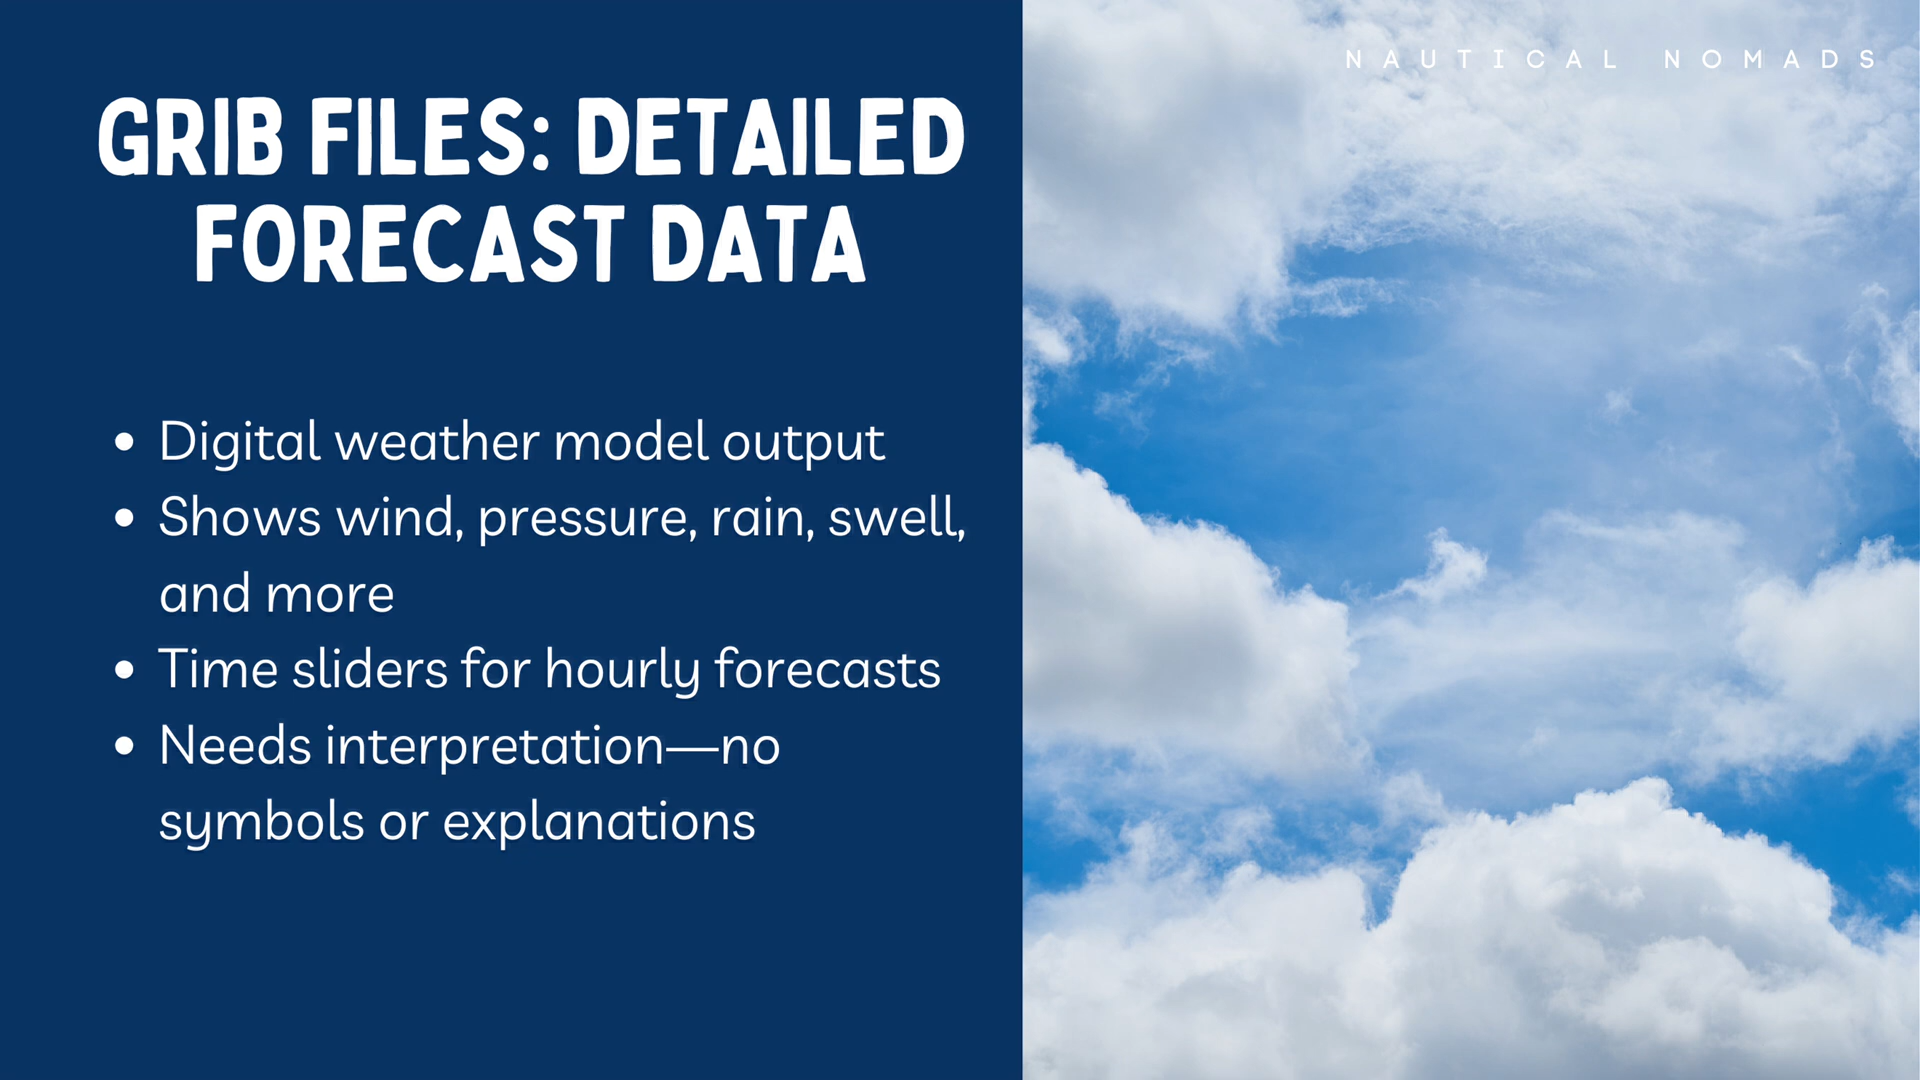 NAUTICAL NOMADS
GRIB FILES: DETAILED
FORECAST DATA
• Digital weather model output
• Shows wind, pressure, rain, swell,
and more
• Time sliders for hourly forecasts
• Needs interpretation—no
symbols or explanations